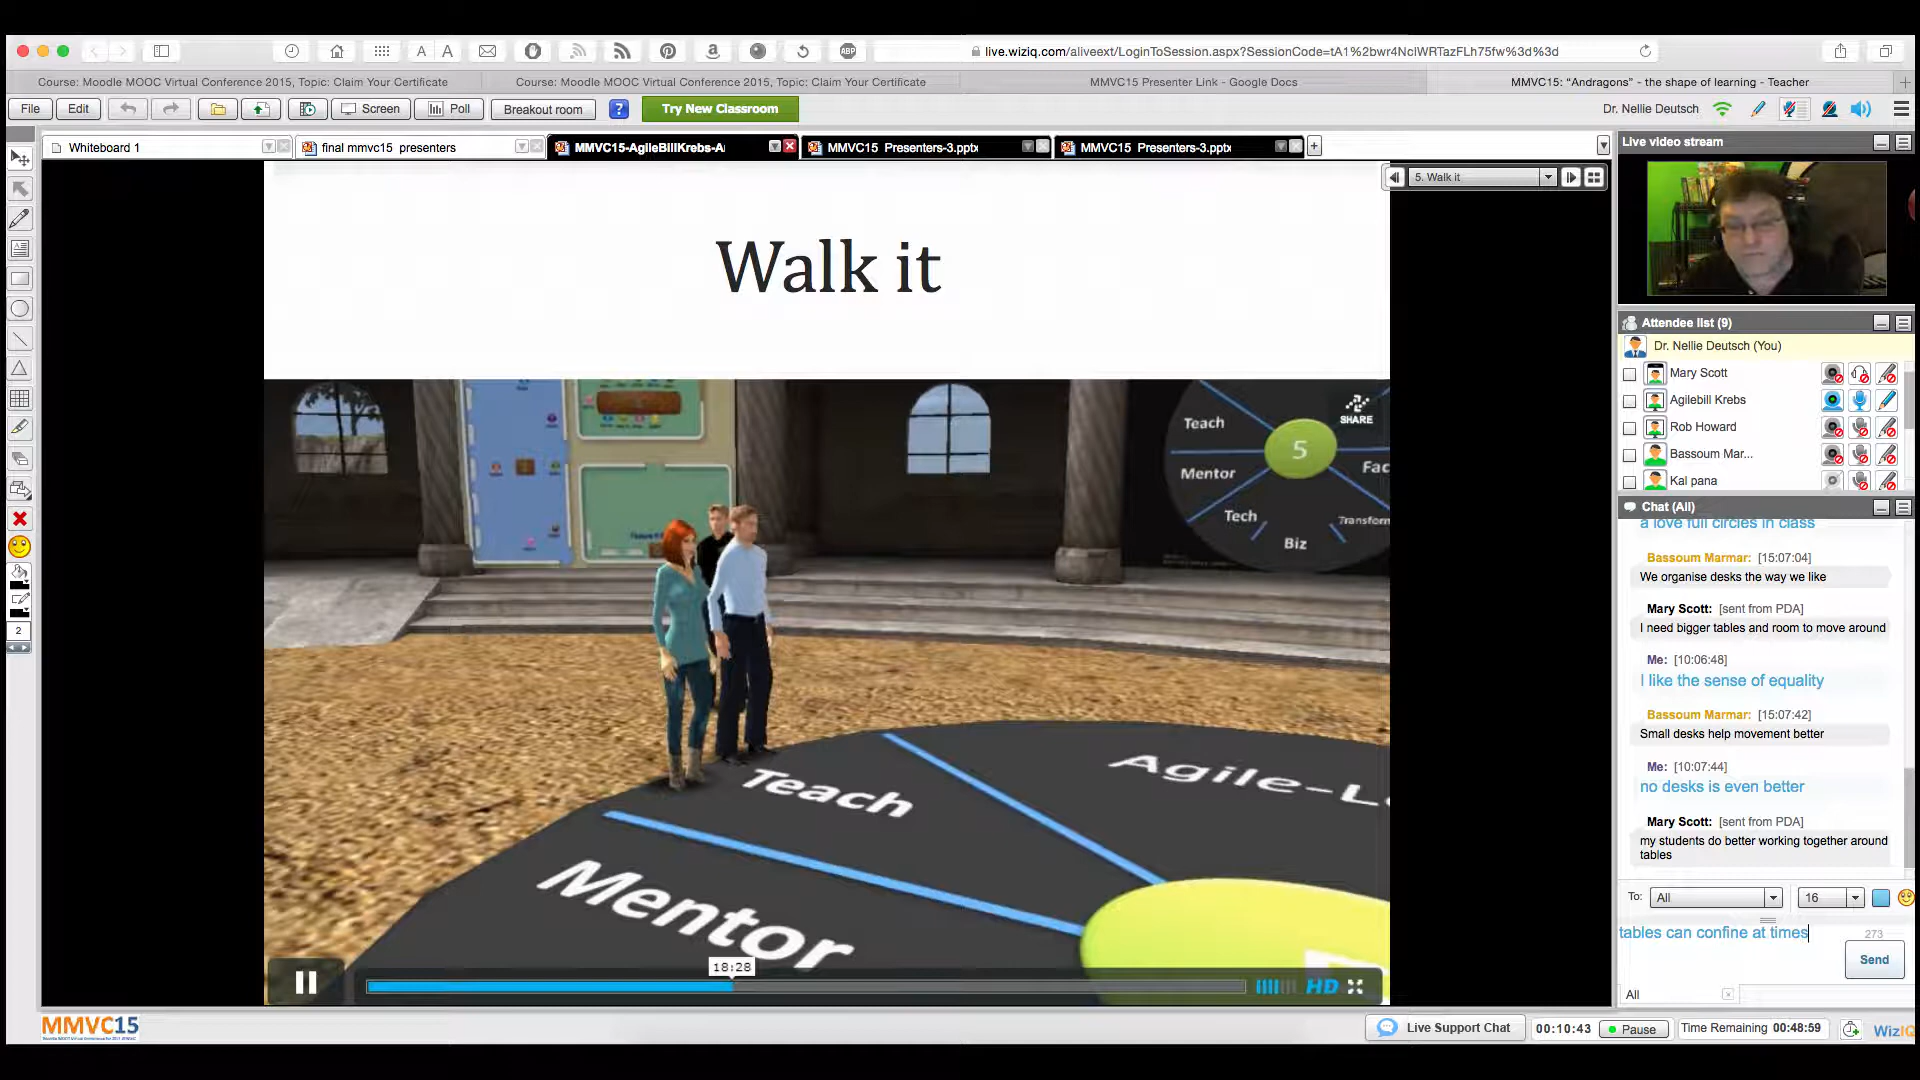 live.wiziq.com/aliveext/LoginToSession.aspx?SessionCode=tA1%2bwr4NclWRTazFLh75fw%3d%3d
Course: Moodle MOOC Virtual Conference 2015, Topic: Claim Your Certificate
Course: Moodle MOOC Virtual Conference 2015, Topic: Claim Your Certificate
MMVC15 Presenter Link - Google Docs
MMVC15: “Andragons” - the shape of learning - Teacher
File
Edit
Screen
Poll
Breakout room
?
Try New Classroom
Dr. Nellie Deutsch
Whiteboard 1
final mmvc15 presenters
MMVC15-AgileBillKrebs-A
MMVC15 Presenters-3.pptx
MMVC15 Presenters-3.pptx
5. Walk it
Walk it
SHARE
Teach
5
Mentor
Fac
Tech
Transform
Biz
Agile-L
Teach
Mentor
18:28
HD
2
Live video stream
Attendee list (9)
Dr. Nellie Deutsch (You)
Mary Scott
Agilebill Krebs
Rob Howard
Bassoum Mar...
Kal pana
Chat (All)
a love full circles in class
Bassoum Marmar: [15:07:04]
We organise desks the way we like
Mary Scott: [sent from PDA]
I need bigger tables and room to move around
Me: [10:06:48]
I like the sense of equality
Bassoum Marmar: [15:07:42]
Small desks help movement better
Me: [10:07:44]
no desks is even better
Mary Scott: [sent from PDA]
my students do better working together around
tables
To: All 16
tables can confine at times
273
Send
All
MMVC15
Live Support Chat
00:10:43
Pause
Time Remaining 00:48:59
WizIQ